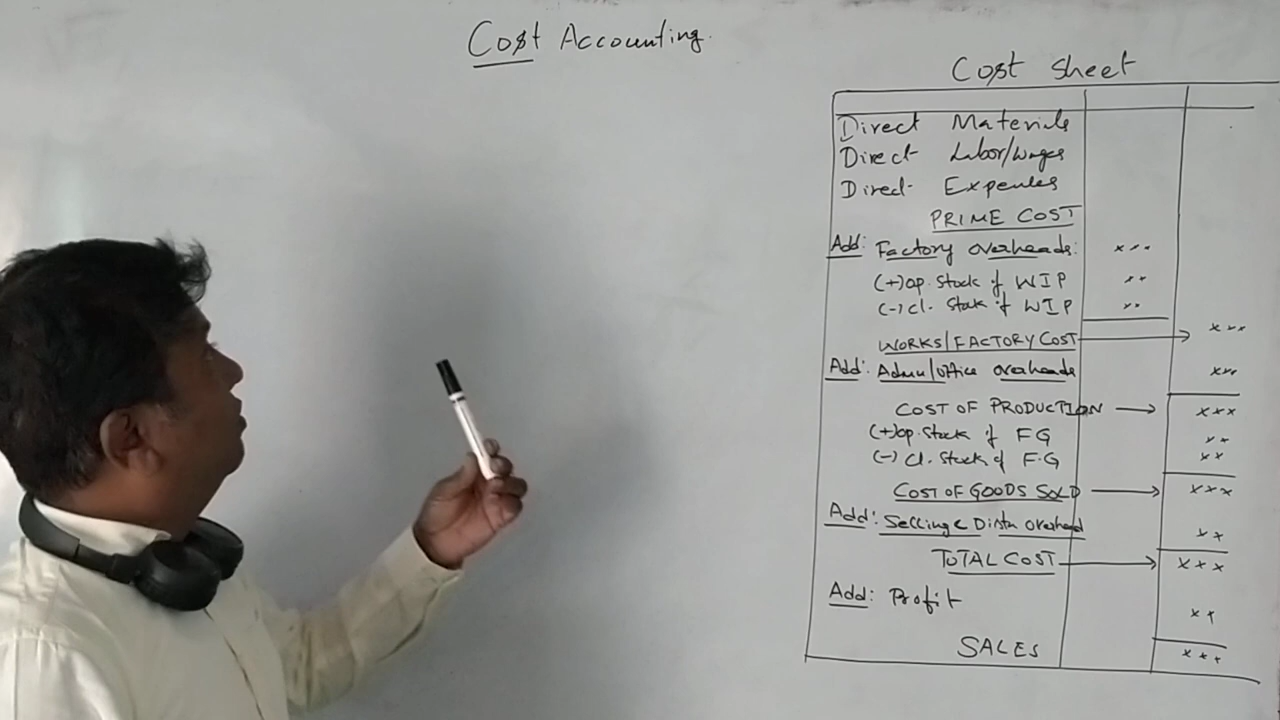 Cost Accounting.
Cost Sheet
Direct Materials
Direct Labor/Wages
Direct Expenses
PRIME COST
Add: Factory overheads: xxx
(+) op. Stock of WIP xx
(-) cl. Stock of WIP xx
WORKS/FACTORY COST xxx
Add: Admn/office overheads xxx
COST OF PRODUCTION xxx
(+) op. stock of FG xx
(-) cl. stock of F.G xx
COST OF GOODS SOLD xxx
Add: Selling & Distn overhead xx
TOTAL COST xxx
Add: Profit xx
SALES xxx